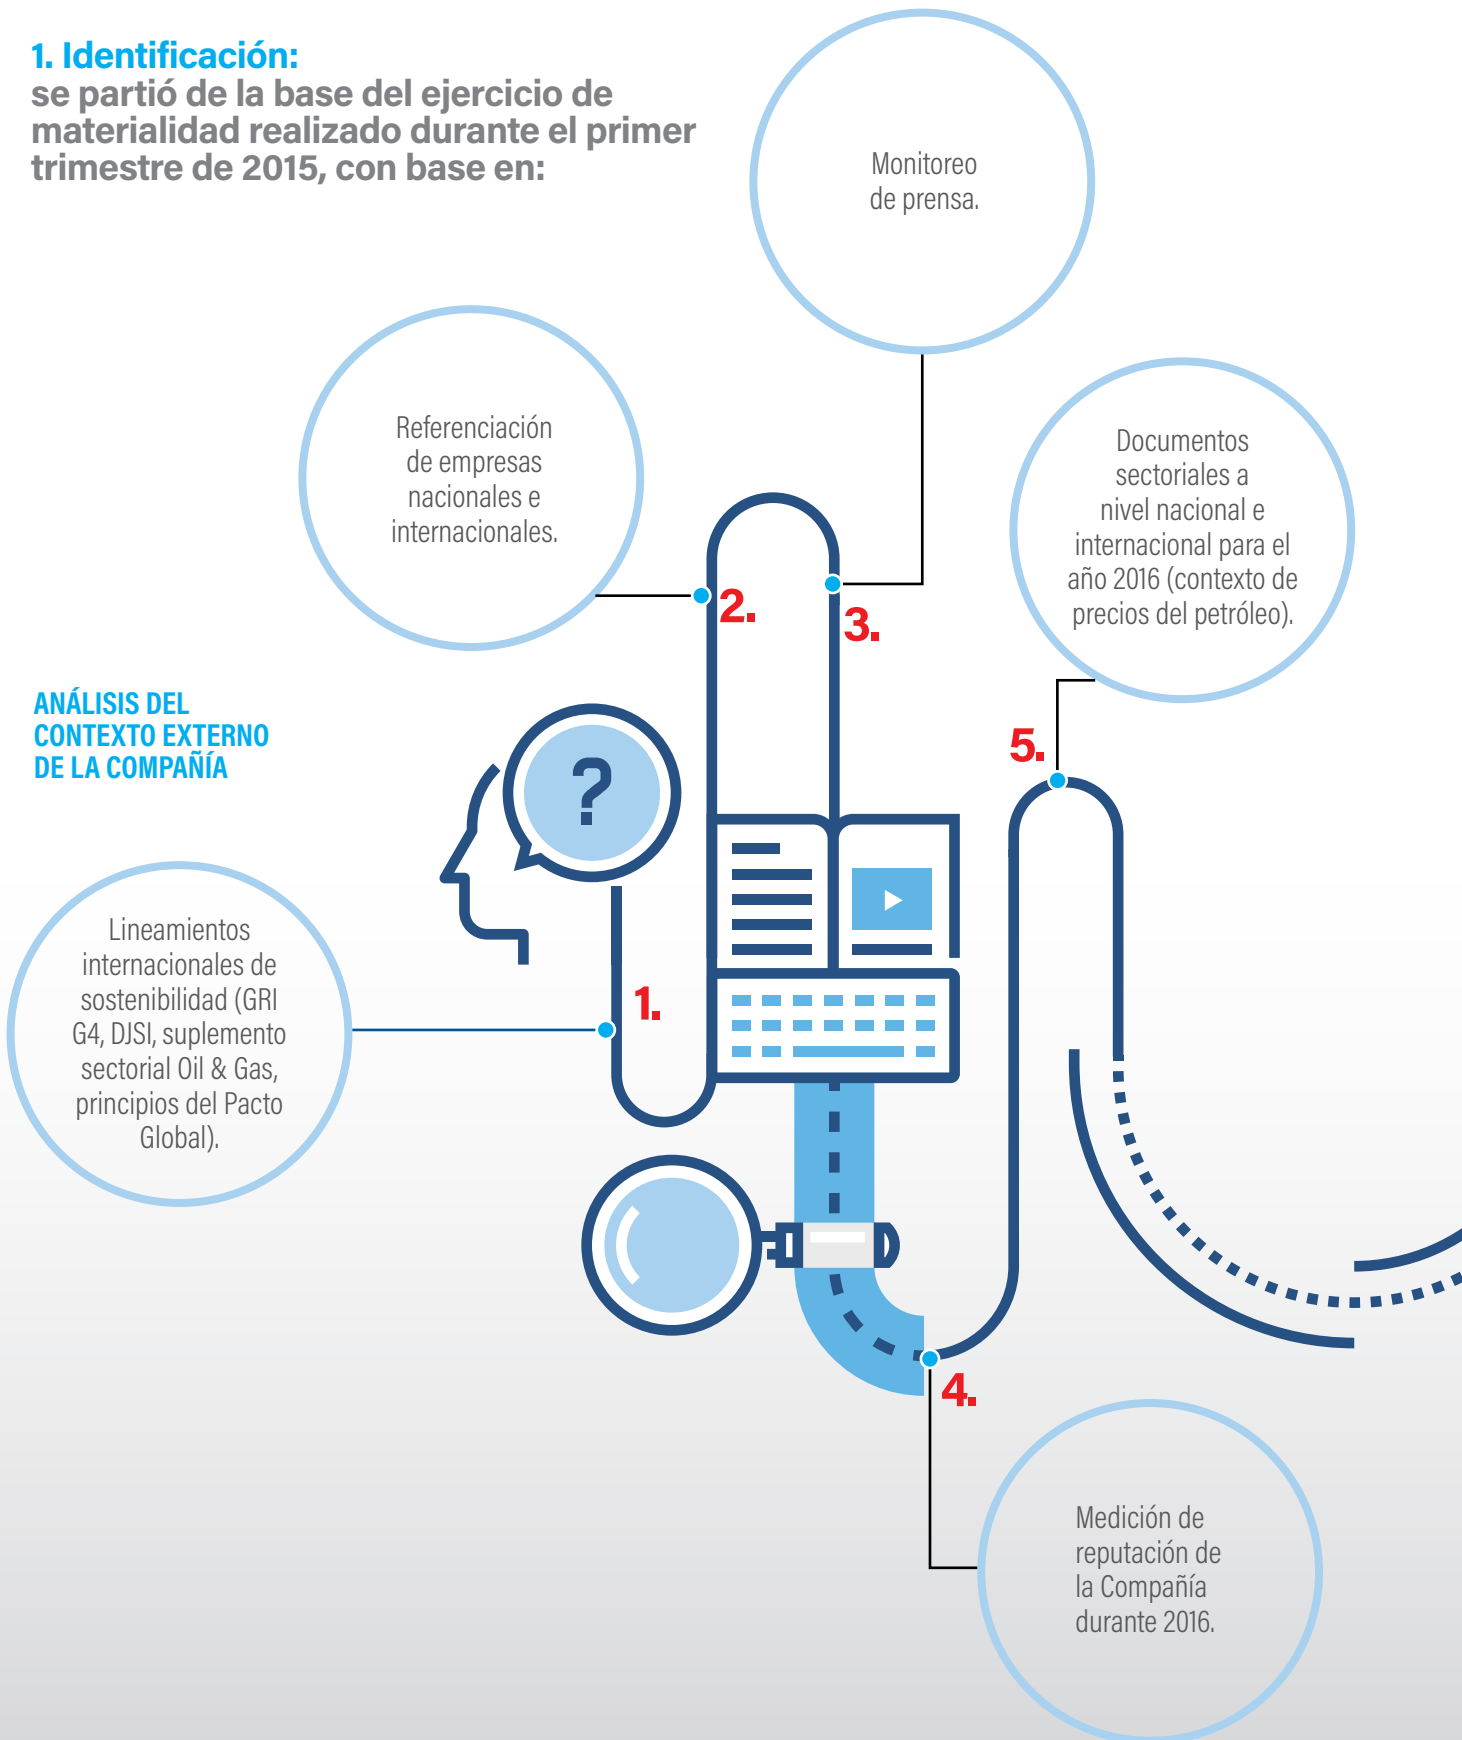 1. Identificación:
se partió de la base del ejercicio de
materialidad realizado durante el primer
trimestre de 2015, con base en:
ANÁLISIS DEL
CONTEXTO EXTERNO
DE LA COMPAÑÍA
1.
Lineamientos
internacionales de
sostenibilidad (GRI
G4, DJSI, suplemento
sectorial Oil & Gas,
principios del Pacto
Global).
2.
Referenciación
de empresas
nacionales e
internacionales.
3.
Monitoreo
de prensa.
4.
Medición de
reputación de
la Compañía
durante 2016.
5.
Documentos
sectoriales a
nivel nacional e
internacional para el
año 2016 (contexto de
precios del petróleo).
?